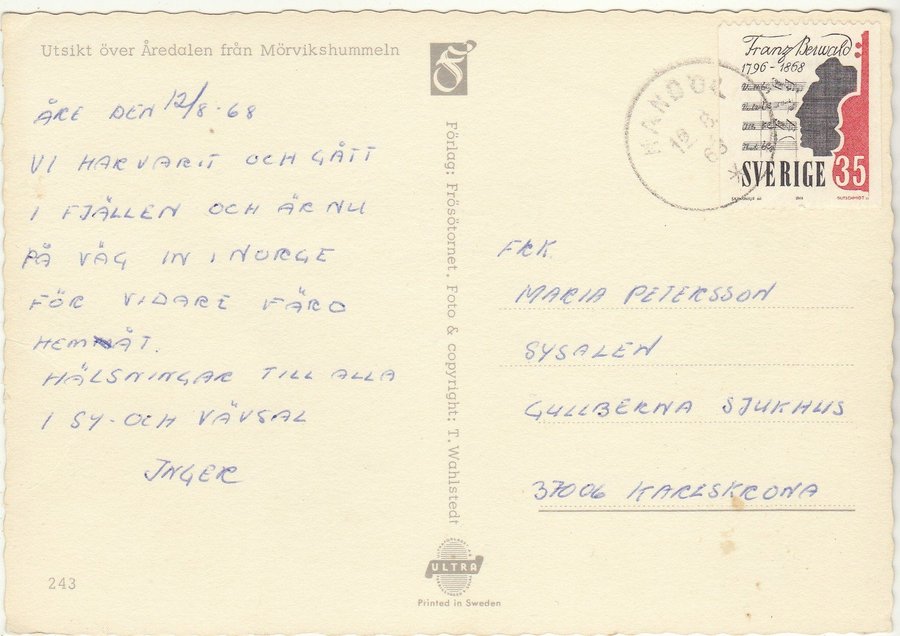 Utsikt över Åredalen från Mörvikshummeln
ÅRE DEN 12/8-68
VI HAR VARIT OCH GÅTT
I FJÄLLEN OCH ÄR NU
PÅ VÄG IN I NORGE
FÖR VIDARE FÄRD
HEMÅT.
HÄLSNINGAR TILL ALLA
I SY-OCH VÄVSAL
INGER
243
Förlag: Frösötornet. Foto & copyright: T. Wahlstedt
ULTRA
Printed in Sweden
Franz Berwald
1796-1868
SVERIGE 35
FRK.
MARIA PETERSSON
SYSALEN
GULLBERNA SJUKHUS
37006 KARLSKRONA